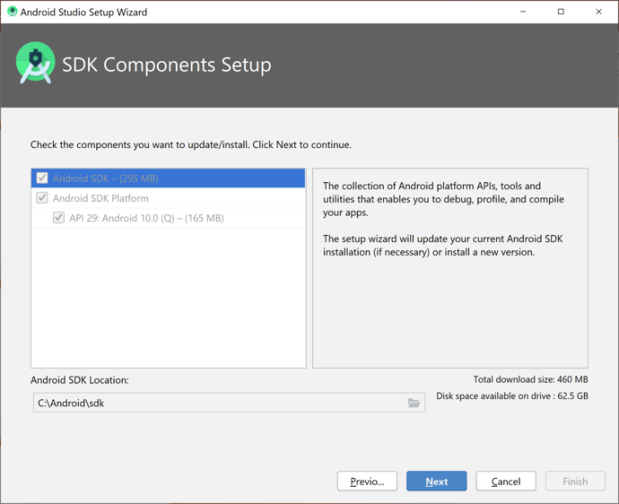 Android Studio Setup Wizard
SDK Components Setup
Check the components you want to update/install. Click Next to continue.
Android SDK – (295 MB)
Android SDK Platform
API 29: Android 10.0 (Q) – (165 MB)
The collection of Android platform APIs, tools and
utilities that enables you to debug, profile, and compile
your apps.
The setup wizard will update your current Android SDK
installation (if necessary) or install a new version.
Android SDK Location:
C:\Android\sdk
Total download size: 460 MB
Disk space available on drive : 62.5 GB
Previo...
Next
Cancel
Finish